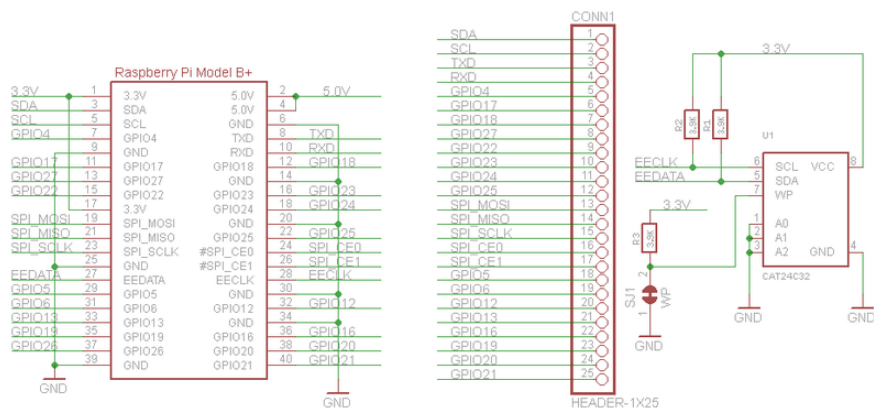 Raspberry Pi Model B+
3.3V 1 3.3V 5.0V 2 5.0V
SDA 3 SDA 5.0V 4
SCL 5 SCL GND 6
GPIO4 7 GPIO4 TXD 8 TXD
9 GND RXD 10 RXD
GPIO17 11 GPIO17 GPIO18 12 GPIO18
GPIO27 13 GPIO27 GND 14
GPIO22 15 GPIO22 GPIO23 16 GPIO23
17 3.3V GPIO24 18 GPIO24
SPI_MOSI 19 SPI_MOSI GND 20
SPI_MISO 21 SPI_MISO GPIO25 22 GPIO25
SPI_SCLK 23 SPI_SCLK #SPI_CE0 24 SPI_CE0
25 GND #SPI_CE1 26 SPI_CE1
EEDATA 27 EEDATA EECLK 28 EECLK
GPIO5 29 GPIO5 GND 30
GPIO6 31 GPIO6 GPIO12 32 GPIO12
GPIO13 33 GPIO13 GND 34
GPIO19 35 GPIO19 GPIO16 36 GPIO16
GPIO26 37 GPIO26 GPIO20 38 GPIO20
39 GND GPIO21 40 GPIO21
GND
GND
CONN1
SDA 1
SCL 2
TXD 3
RXD 4
GPIO4 5
GPIO17 6
GPIO18 7
GPIO27 8
GPIO22 9
GPIO23 10
GPIO24 11
GPIO25 12
SPI_MOSI 13
SPI_MISO 14
SPI_SCLK 15
SPI_CE0 16
SPI_CE1 17
GPIO5 18
GPIO6 19
GPIO12 20
GPIO13 21
GPIO16 22
GPIO19 23
GPIO20 24
GPIO21 25
HEADER-1X25
3.3V
R2 3.9K
R1 3.9K
U1
EECLK 6 SCL VCC 8
EEDATA 5 SDA
7 WP
1 A0
2 A1
3 A2 GND 4
CAT24C32
3.3V
R3 3.9K
2
SJ1 WP
1
GND
GND
GND